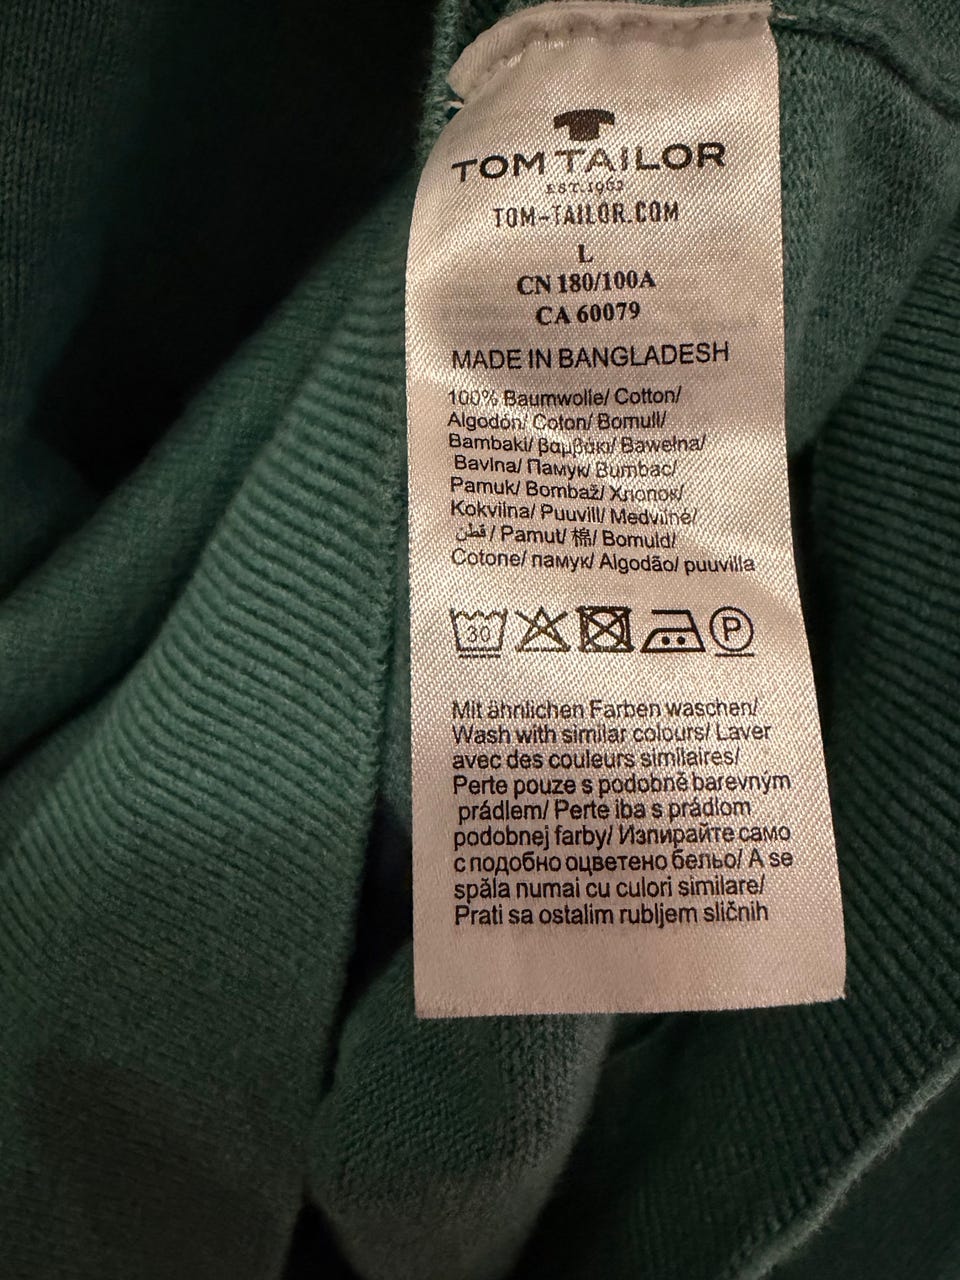 TOM TAILOR
EST.1962
TOM-TAILOR.COM
L
CN 180/100A
CA 60079
MADE IN BANGLADESH
100% Baumwolle/ Cotton/
Algodón/ Coton/ Bomull/
Bambaki/ βαμβάκι/ Bawełna/
Bavlna/ Памук/ Bumbac/
Pamuk/ Bombaž/ Хлопок/
Kokvilna/ Puuvill/ Medvilnė/
قطن/ Pamut/ 棉/ Bomuld/
Cotone/ памук/ Algodão/ puuvilla
30 P
Mit ähnlichen Farben waschen/
Wash with similar colours/ Laver
avec des couleurs similaires/
Perte pouze s podobně barevným
prádlem/ Perte iba s prádlom
podobnej farby/ Изпирайте само
с подобно оцветено бельо/ A se
spăla numai cu culori similare/
Prati sa ostalim rubljem sličnih